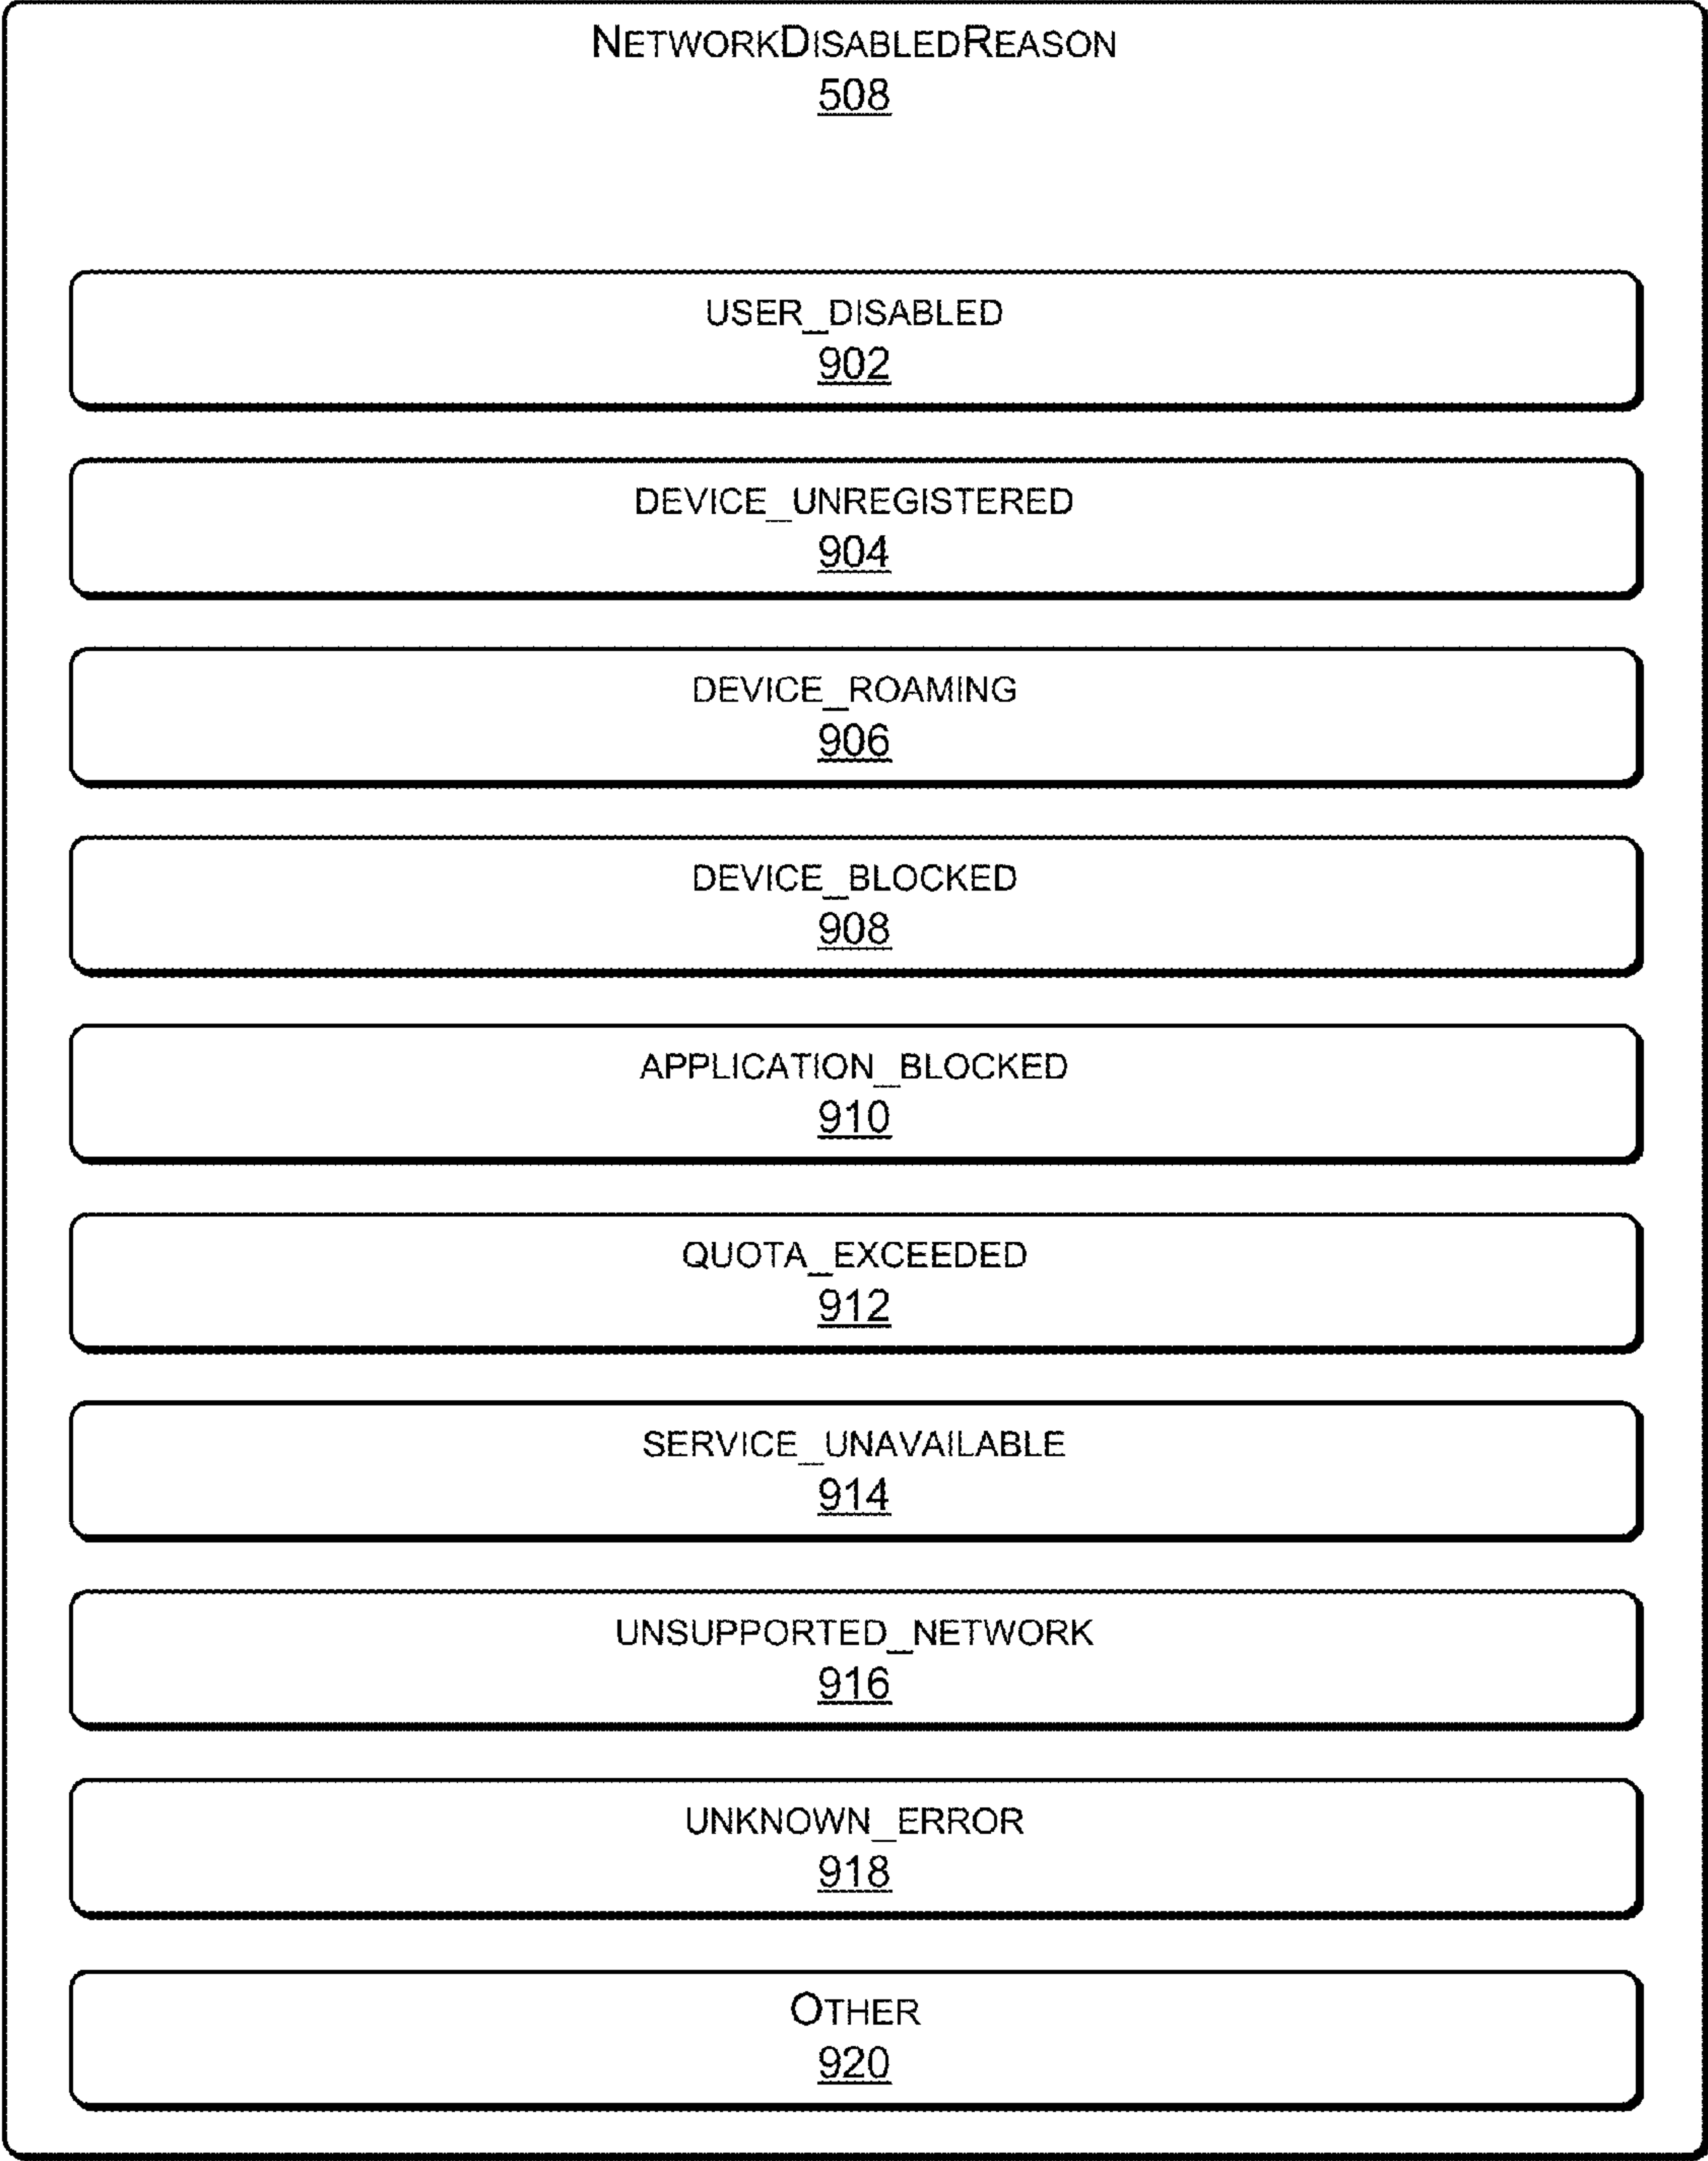 NETWORKDISABLEDREASON
508
USER_DISABLED
902
DEVICE_UNREGISTERED
904
DEVICE_ROAMING
906
DEVICE_BLOCKED
908
APPLICATION_BLOCKED
910
QUOTA_EXCEEDED
912
SERVICE_UNAVAILABLE
914
UNSUPPORTED_NETWORK
916
UNKNOWN_ERROR
918
OTHER
920